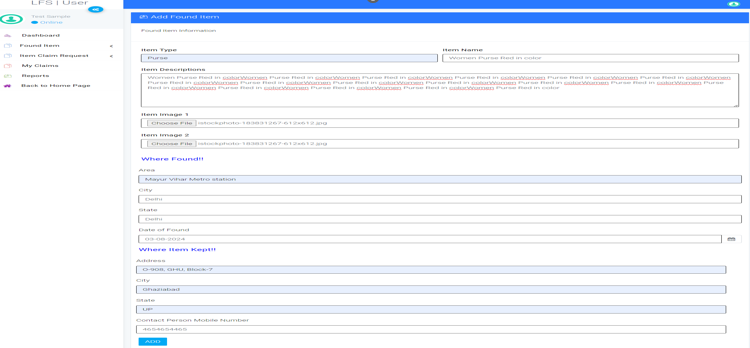 LFS | User
Test Sample
Online
Dashboard
Found Item
Item Claim Request
My Claims
Reports
Back to Home Page
Add Found Item
Found Item Information
Item Type
Item Name
Purse
Women Purse Red in color
Item Descriptions
Women Purse Red in colorWomen Purse Red in colorWomen Purse Red in colorWomen Purse Red in colorWomen Purse Red in colorWomen Purse Red in colorWomen
Purse Red in colorWomen Purse Red in colorWomen Purse Red in colorWomen Purse Red in colorWomen Purse Red in colorWomen Purse Red in colorWomen Purse
Red in colorWomen Purse Red in colorWomen Purse Red in colorWomen Purse Red in colorWomen Purse Red in color
Item Image 1
Choose File istockphoto-183831267-612x612.jpg
Item Image 2
Choose File istockphoto-183831267-612x612.jpg
Where Found!!
Area
Mayur Vihar Metro station
City
Delhi
State
Delhi
Date of Found
03-08-2024
Where Item Kept!!
Address
G-908, GHU, Block-7
City
Ghaziabad
State
UP
Contact Person Mobile Number
4654654465
ADD